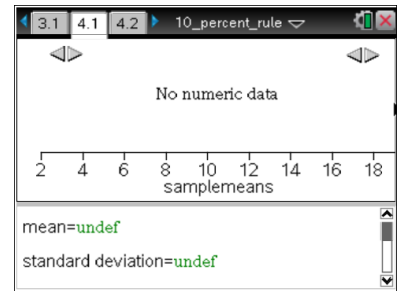 3.1 4.1 4.2 10_percent_rule
No numeric data
2 4 6 8 10 12 14 16 18
samplemeans
mean=undef
standard deviation=undef